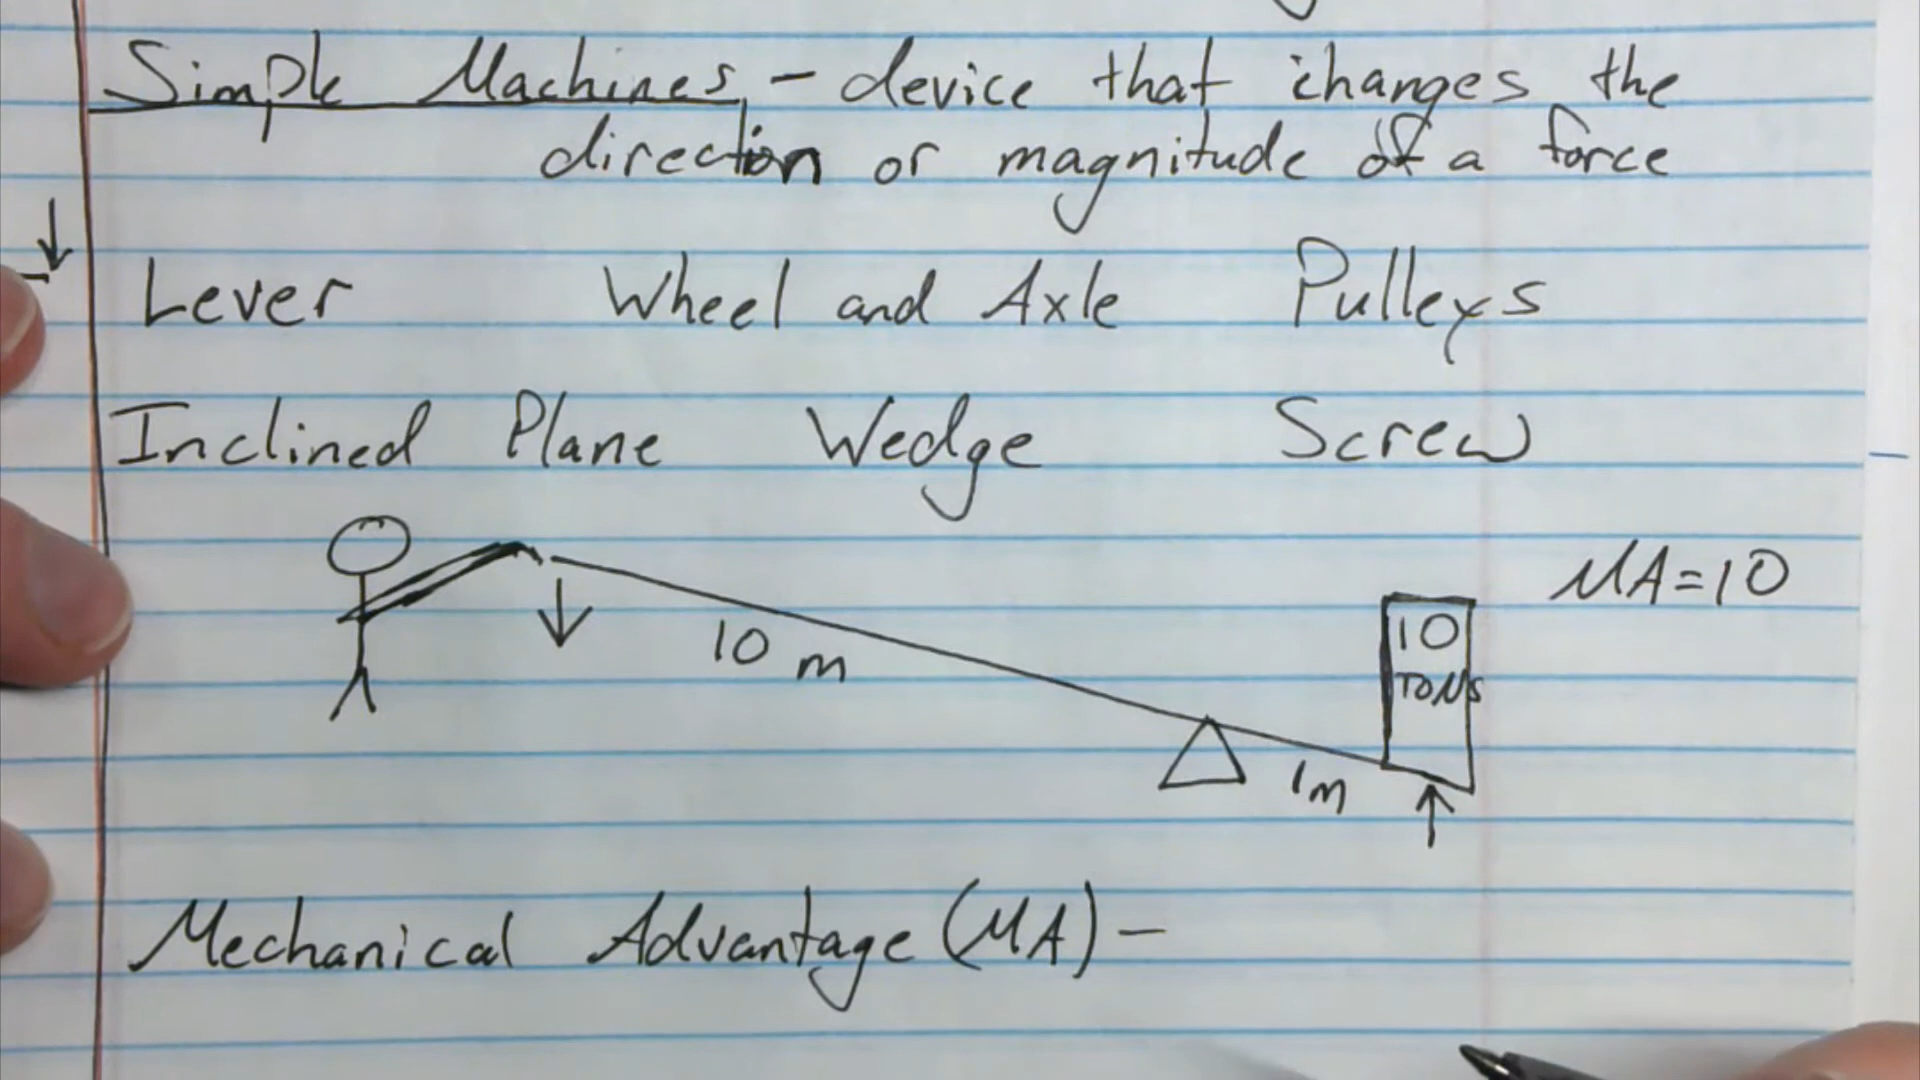 Simple Machines - device that changes the
direction or magnitude of a force
Lever Wheel and Axle Pulleys
Inclined Plane Wedge Screw
MA=10
10 m
10
TONS
1m
Mechanical Advantage (MA) -